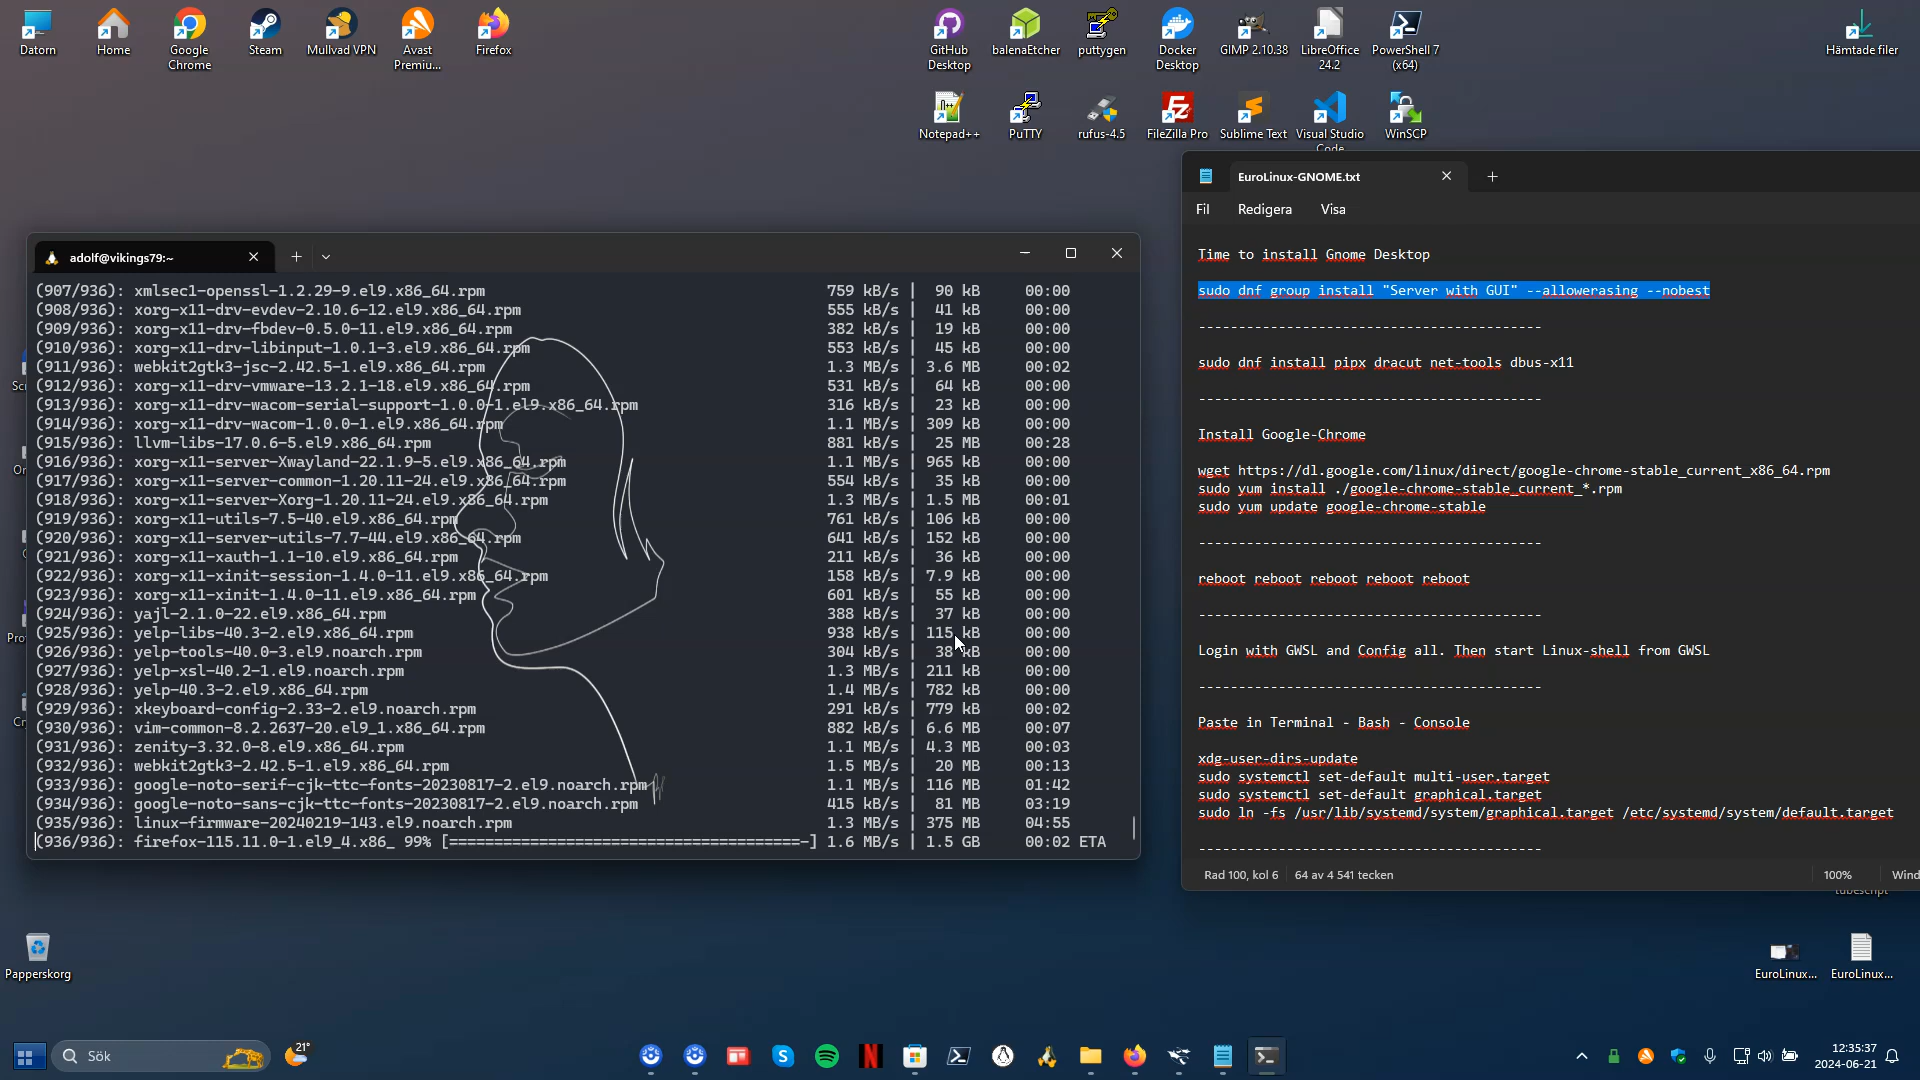 Datorn
Home
Google
Chrome
Steam
Mullvad VPN
Avast
Premiu...
Firefox
GitHub
Desktop
balenaEtcher
puttygen
Docker
Desktop
GIMP 2.10.38
LibreOffice
24.2
PowerShell 7
(x64)
Hämtade filer
Notepad++
PuTTY
rufus-4.5
FileZilla Pro
Sublime Text
Visual Studio
Code
WinSCP
adolf@vikings79:~
(907/936): xmlsec1-openssl-1.2.29-9.el9.x86_64.rpm 759 kB/s | 90 kB 00:00
(908/936): xorg-x11-drv-evdev-2.10.6-12.el9.x86_64.rpm 555 kB/s | 41 kB 00:00
(909/936): xorg-x11-drv-fbdev-0.5.0-11.el9.x86_64.rpm 382 kB/s | 19 kB 00:00
(910/936): xorg-x11-drv-libinput-1.0.1-3.el9.x86_64.rpm 553 kB/s | 45 kB 00:00
(911/936): webkit2gtk3-jsc-2.42.5-1.el9.x86_64.rpm 1.3 MB/s | 3.6 MB 00:02
(912/936): xorg-x11-drv-vmware-13.2.1-18.el9.x86_64.rpm 531 kB/s | 64 kB 00:00
(913/936): xorg-x11-drv-wacom-serial-support-1.0.0-1.el9.x86_64.rpm 316 kB/s | 23 kB 00:00
(914/936): xorg-x11-drv-wacom-1.0.0-1.el9.x86_64.rpm 1.1 MB/s | 309 kB 00:00
(915/936): llvm-libs-17.0.6-5.el9.x86_64.rpm 881 kB/s | 25 MB 00:28
(916/936): xorg-x11-server-Xwayland-22.1.9-5.el9.x86_64.rpm 1.1 MB/s | 965 kB 00:00
(917/936): xorg-x11-server-common-1.20.11-24.el9.x86_64.rpm 554 kB/s | 35 kB 00:00
(918/936): xorg-x11-server-Xorg-1.20.11-24.el9.x86_64.rpm 1.3 MB/s | 1.5 MB 00:01
(919/936): xorg-x11-utils-7.5-40.el9.x86_64.rpm 761 kB/s | 106 kB 00:00
(920/936): xorg-x11-server-utils-7.7-44.el9.x86_64.rpm 641 kB/s | 152 kB 00:00
(921/936): xorg-x11-xauth-1.1-10.el9.x86_64.rpm 211 kB/s | 36 kB 00:00
(922/936): xorg-x11-xinit-session-1.4.0-11.el9.x86_64.rpm 158 kB/s | 7.9 kB 00:00
(923/936): xorg-x11-xinit-1.4.0-11.el9.x86_64.rpm 601 kB/s | 55 kB 00:00
(924/936): yajl-2.1.0-22.el9.x86_64.rpm 388 kB/s | 37 kB 00:00
(925/936): yelp-libs-40.3-2.el9.x86_64.rpm 938 kB/s | 115 kB 00:00
(926/936): yelp-tools-40.0-3.el9.noarch.rpm 304 kB/s | 38 kB 00:00
(927/936): yelp-xsl-40.2-1.el9.noarch.rpm 1.3 MB/s | 211 kB 00:00
(928/936): yelp-40.3-2.el9.x86_64.rpm 1.4 MB/s | 782 kB 00:00
(929/936): xkeyboard-config-2.33-2.el9.noarch.rpm 291 kB/s | 779 kB 00:02
(930/936): vim-common-8.2.2637-20.el9_1.x86_64.rpm 882 kB/s | 6.6 MB 00:07
(931/936): zenity-3.32.0-8.el9.x86_64.rpm 1.1 MB/s | 4.3 MB 00:03
(932/936): webkit2gtk3-2.42.5-1.el9.x86_64.rpm 1.5 MB/s | 20 MB 00:13
(933/936): google-noto-serif-cjk-ttc-fonts-20230817-2.el9.noarch.rpm 1.1 MB/s | 116 MB 01:42
(934/936): google-noto-sans-cjk-ttc-fonts-20230817-2.el9.noarch.rpm 415 kB/s | 81 MB 03:19
(935/936): linux-firmware-20240219-143.el9.noarch.rpm 1.3 MB/s | 375 MB 04:55
(936/936): firefox-115.11.0-1.el9_4.x86_ 99% [=======================================-] 1.6 MB/s | 1.5 GB 00:02 ETA
EuroLinux-GNOME.txt
Fil Redigera Visa
Time to install Gnome Desktop
sudo dnf group install "Server with GUI" --allowerasing --nobest
-------------------------------------------
sudo dnf install pipx dracut net-tools dbus-x11
-------------------------------------------
Install Google-Chrome
wget https://dl.google.com/linux/direct/google-chrome-stable_current_x86_64.rpm
sudo yum install ./google-chrome-stable_current_*.rpm
sudo yum update google-chrome-stable
-------------------------------------------
reboot reboot reboot reboot reboot
-------------------------------------------
Login with GWSL and Config all. Then start Linux-shell from GWSL
-------------------------------------------
Paste in Terminal - Bash - Console
xdg-user-dirs-update
sudo systemctl set-default multi-user.target
sudo systemctl set-default graphical.target
sudo ln -fs /usr/lib/systemd/system/graphical.target /etc/systemd/system/default.target
-------------------------------------------
Rad 100, kol 6 64 av 4 541 tecken 100% Wind
Papperskorg
EuroLinux...
EuroLinux...
Sök
21°
12:35:37
2024-06-21